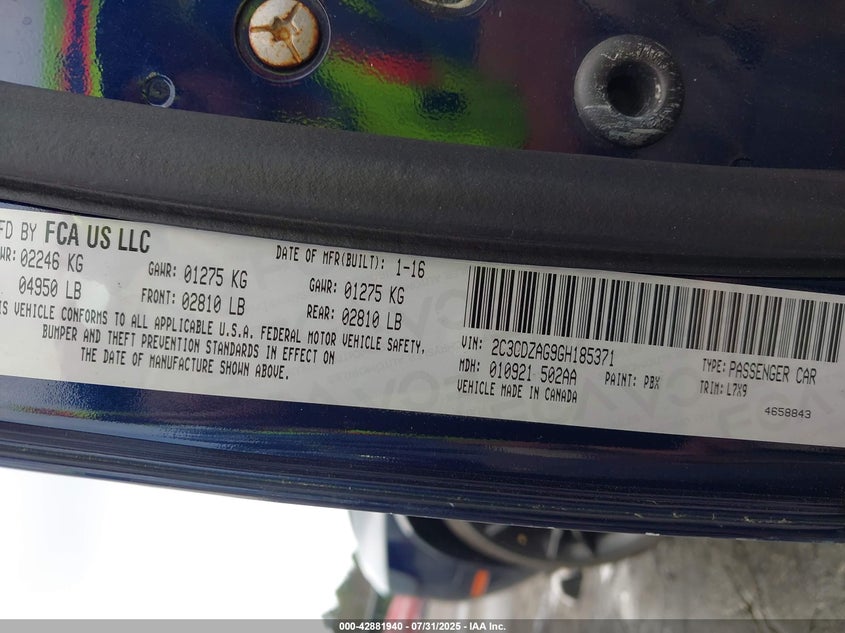 FD BY FCA US LLC
DATE OF MFR(BUILT): 1-16
WR: 02246 KG
GAWR: 01275 KG
GAWR: 01275 KG
04950 LB
FRONT: 02810 LB
REAR: 02810 LB
IS VEHICLE CONFORMS TO ALL APPLICABLE U.S.A. FEDERAL MOTOR VEHICLE SAFETY,
BUMPER AND THEFT PREVENTION STANDARDS IN EFFECT ON
THE DATE OF MANUFACTURE SHOWN ABOVE.
VIN: 2C3CDZAG9GH185371
TYPE: PASSENGER CAR
MDH: 010921 502AA
PAINT: PBX
TRIM: L7X9
VEHICLE MADE IN CANADA
4658843
000-42881940 - 07/31/2025 - IAA Inc.